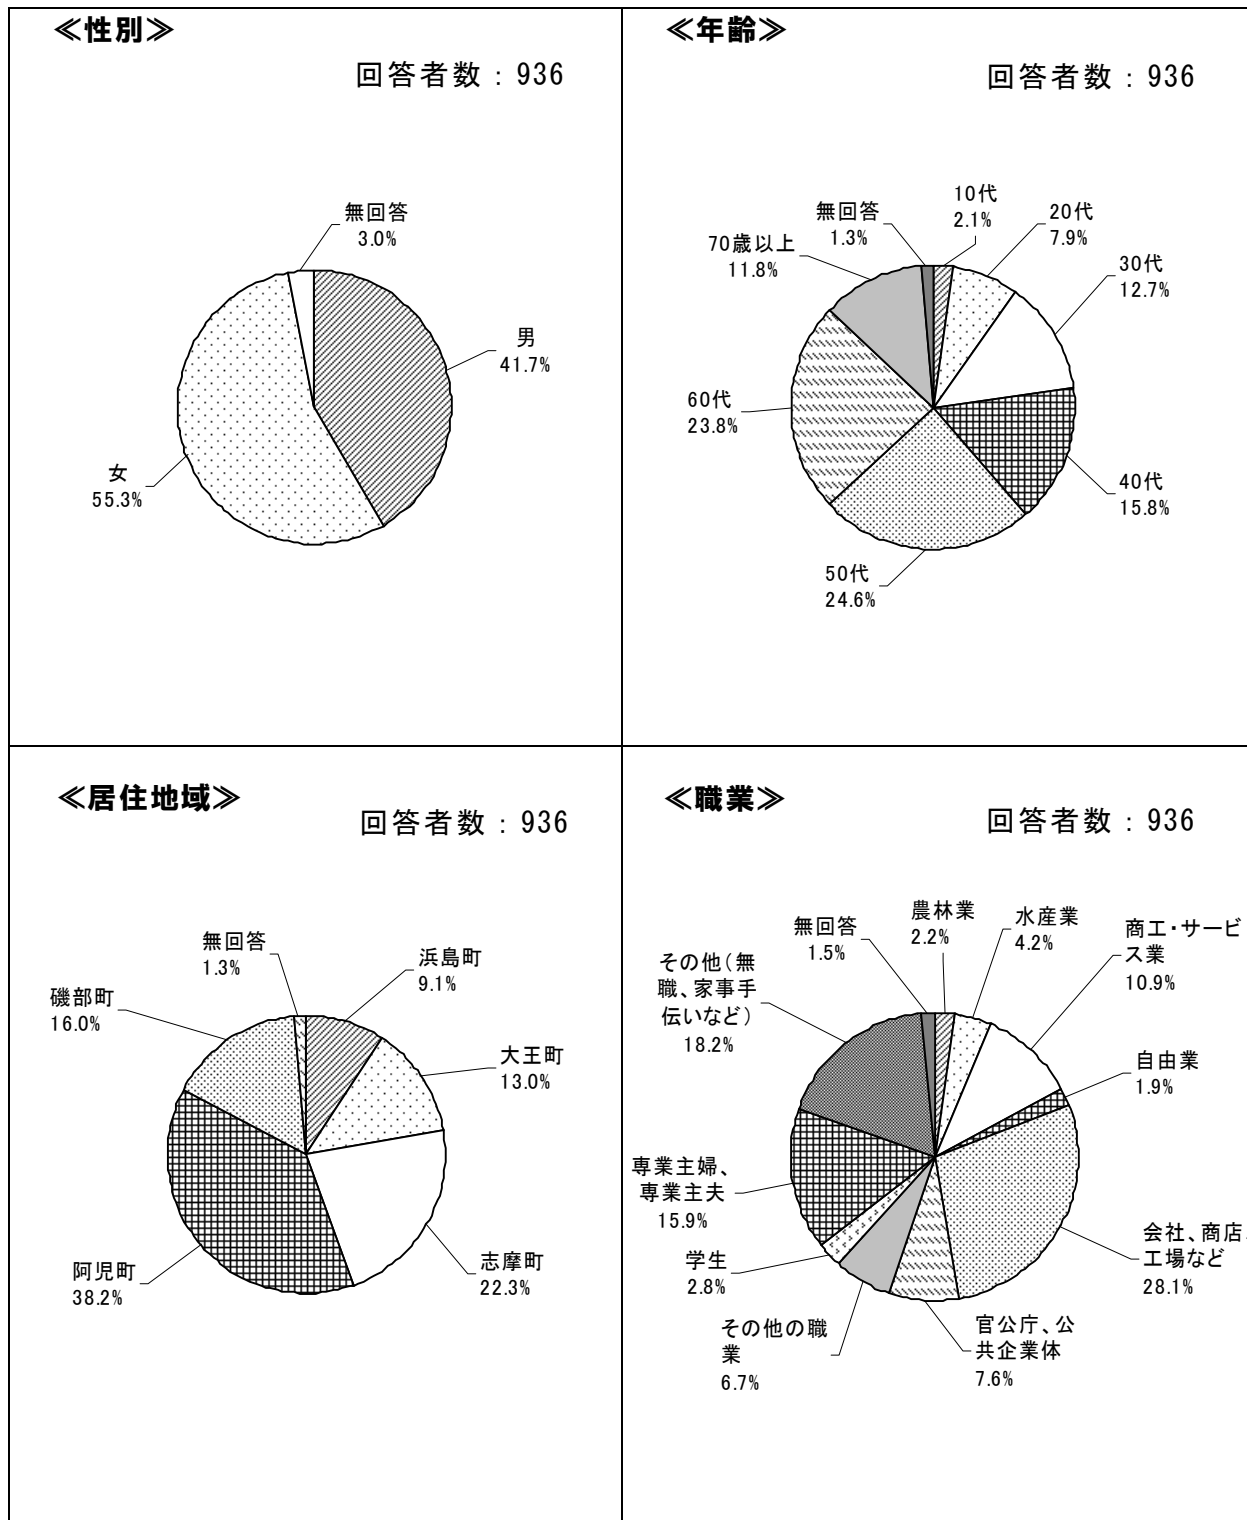 ≪性別≫
回答者数：936
無回答
3.0%
男
41.7%
女
55.3%
≪年齢≫
回答者数：936
10代
2.1%
20代
7.9%
30代
12.7%
40代
15.8%
50代
24.6%
60代
23.8%
70歳以上
11.8%
無回答
1.3%
≪居住地域≫
回答者数：936
無回答
1.3%
浜島町
9.1%
大王町
13.0%
志摩町
22.3%
阿児町
38.2%
磯部町
16.0%
≪職業≫
回答者数：936
農林業
2.2%
水産業
4.2%
商工・サービ
ス業
10.9%
自由業
1.9%
会社、商店、
工場など
28.1%
官公庁、公
共企業体
7.6%
その他の職
業
6.7%
学生
2.8%
専業主婦、
専業主夫
15.9%
その他（無
職、家事手
伝いなど）
18.2%
無回答
1.5%